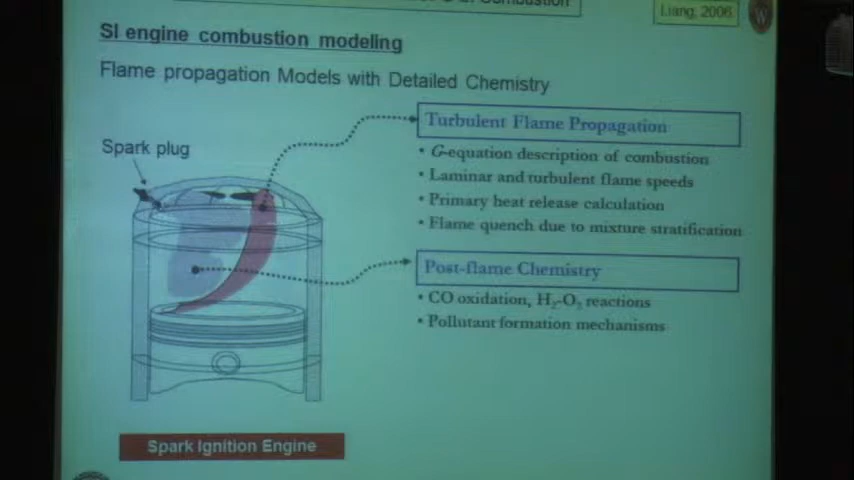 Combustion
Liang, 2006
SI engine combustion modeling
Flame propagation Models with Detailed Chemistry
Spark plug
Turbulent Flame Propagation
• G-equation description of combustion
• Laminar and turbulent flame speeds
• Primary heat release calculation
• Flame quench due to mixture stratification
Post-flame Chemistry
• CO oxidation, H₂-O₂ reactions
• Pollutant formation mechanisms
Spark Ignition Engine
W